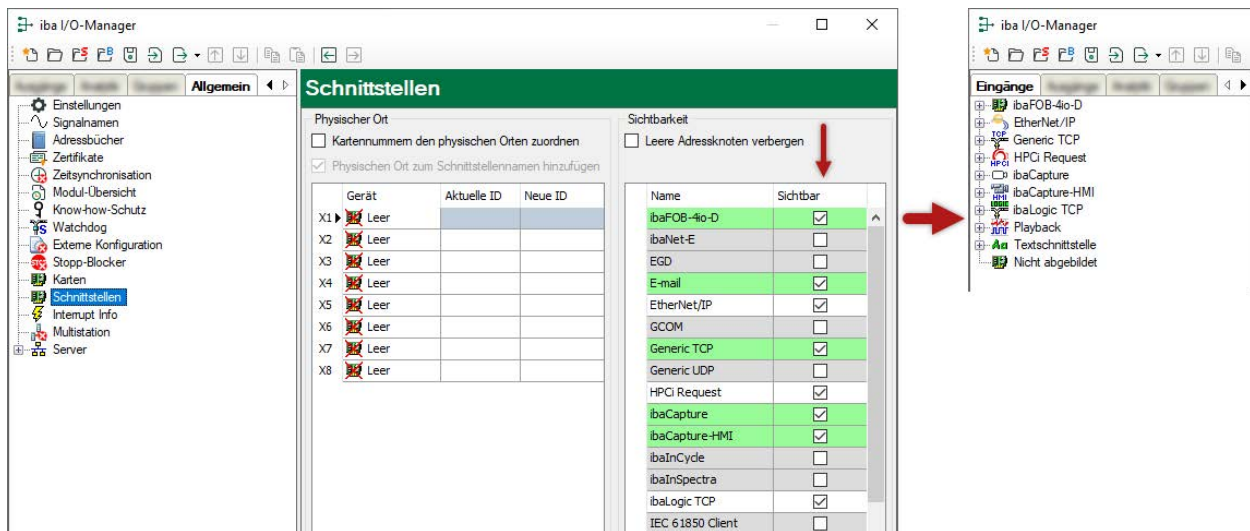 iba I/O-Manager
Allgemein
Einstellungen
Signalnamen
Adressbücher
Zertifikate
Zeitsynchronisation
Modul-Übersicht
Know-how-Schutz
Watchdog
Externe Konfiguration
Stopp-Blocker
Karten
Schnittstellen
Interrupt Info
Multistation
Server
Schnittstellen
Physischer Ort
Kartennummern den physischen Orten zuordnen
Physischen Ort zum Schnittstellennamen hinzufügen
Gerät Aktuelle ID Neue ID
X1 Leer
X2 Leer
X3 Leer
X4 Leer
X5 Leer
X6 Leer
X7 Leer
X8 Leer
Sichtbarkeit
Leere Adressknoten verbergen
Name Sichtbar
ibaFOB-4io-D
ibaNet-E
EGD
E-mail
EtherNet/IP
GCOM
Generic TCP
Generic UDP
HPCi Request
ibaCapture
ibaCapture-HMI
ibaInCycle
ibaInSpectra
ibaLogic TCP
IEC 61850 Client
iba I/O-Manager
Eingänge
ibaFOB-4io-D
EtherNet/IP
Generic TCP
HPCi Request
ibaCapture
ibaCapture-HMI
ibaLogic TCP
Playback
Textschnittstelle
Nicht abgebildet